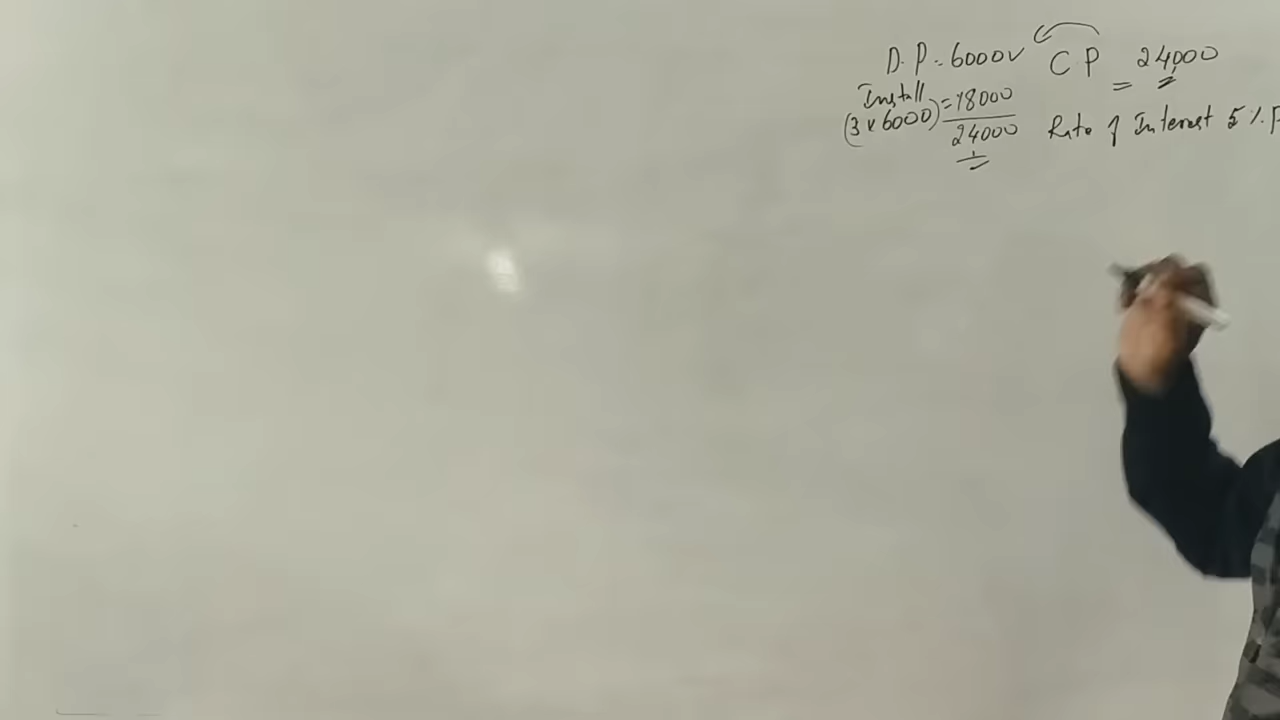 D.P = 6000✓ CP = 24000
Install
(3 x 6000) = 18000
24000 Rate of Interest 5 %